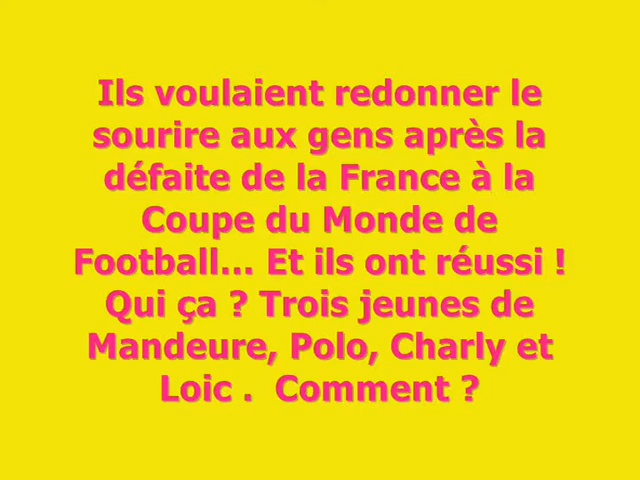 Ils voulaient redonner le
sourire aux gens après la
défaite de la France à la
Coupe du Monde de
Football... Et ils ont réussi !
Qui ça ? Trois jeunes de
Mandeure, Polo, Charly et
Loic .  Comment ?